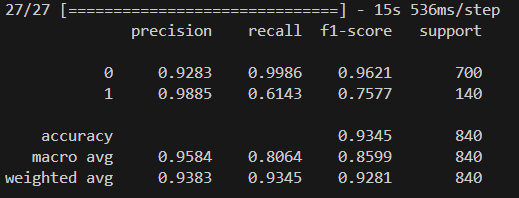 27/27 [==============================] - 15s 536ms/step
precision recall f1-score support
0 0.9283 0.9986 0.9621 700
1 0.9885 0.6143 0.7577 140
accuracy 0.9345 840
macro avg 0.9584 0.8064 0.8599 840
weighted avg 0.9383 0.9345 0.9281 840